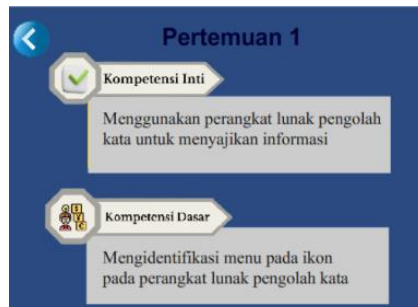 Pertemuan 1
Kompetensi Inti
Menggunakan perangkat lunak pengolah
kata untuk menyajikan informasi
Kompetensi Dasar
Mengidentifikasi menu pada ikon
pada perangkat lunak pengolah kata